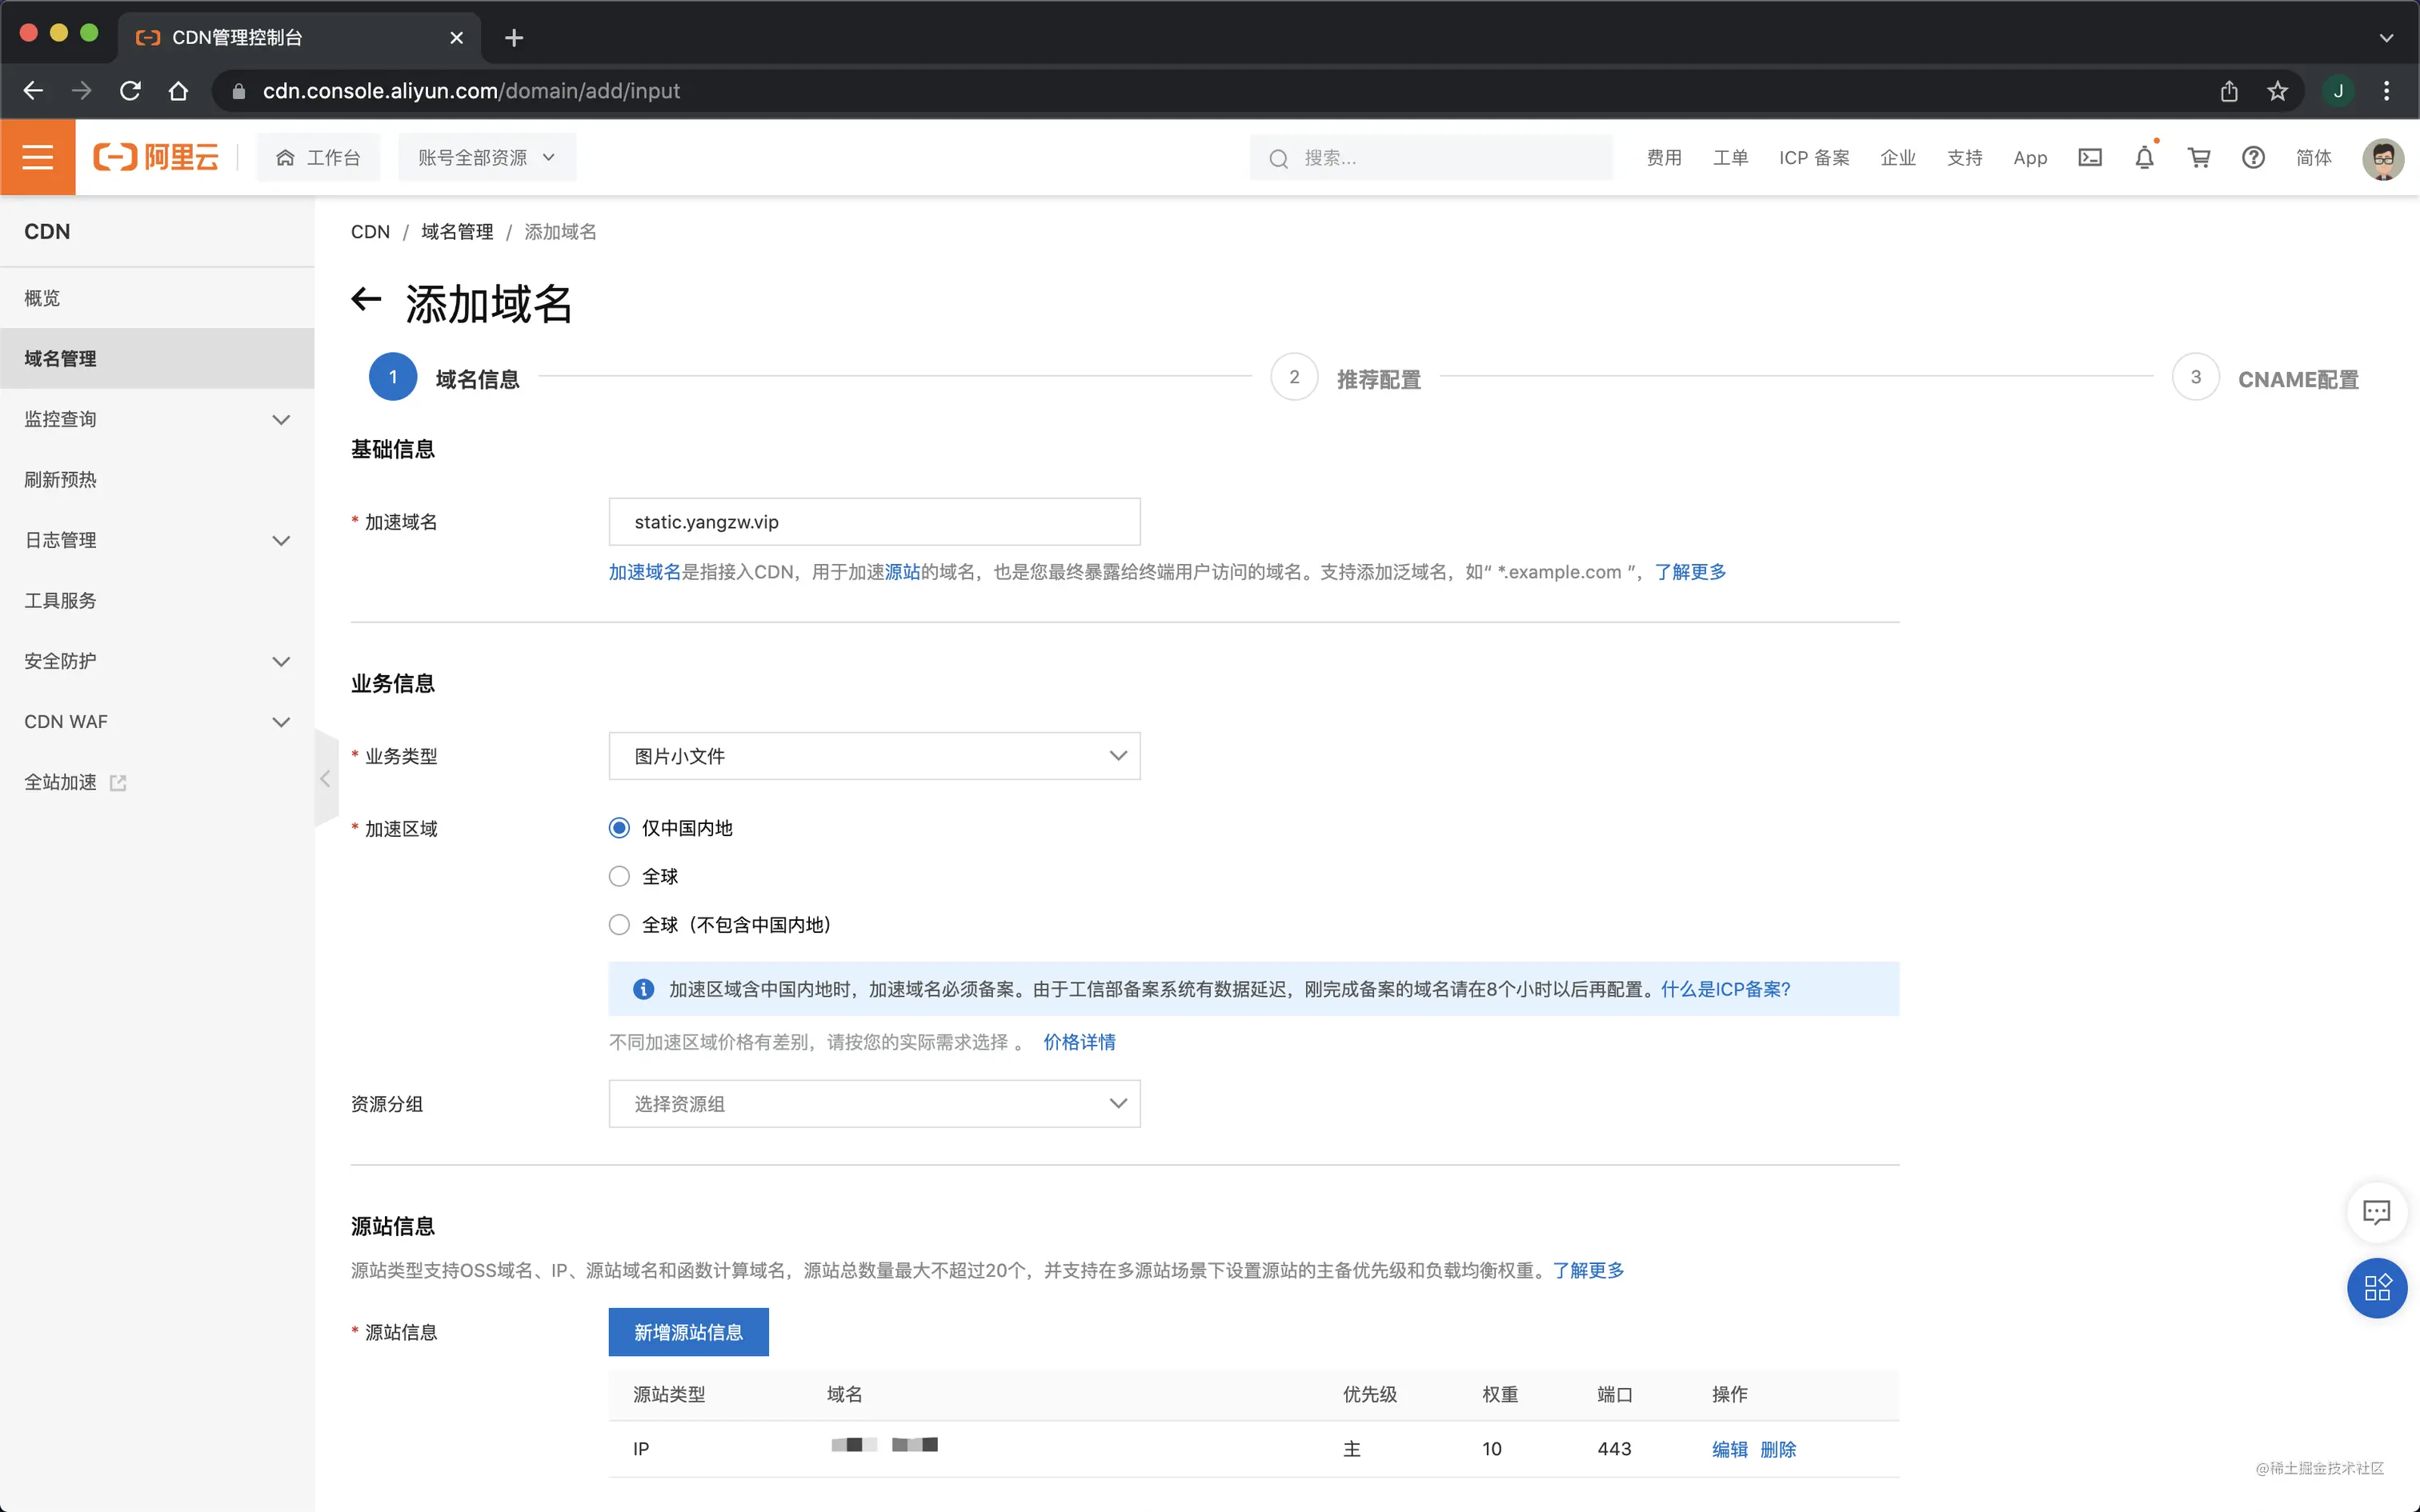 CDN管理控制台
cdn.console.aliyun.com/domain/add/input
J
阿里云
工作台
账号全部资源
搜索...
费用
工单
ICP 备案
企业
支持
App
简体
CDN
概览
域名管理
监控查询
刷新预热
日志管理
工具服务
安全防护
CDN WAF
全站加速
CDN / 域名管理 / 添加域名
添加域名
1 域名信息
2 推荐配置
3 CNAME配置
基础信息
* 加速域名
static.yangzw.vip
加速域名是指接入CDN，用于加速源站的域名，也是您最终暴露给终端用户访问的域名。支持添加泛域名，如“ *.example.com ”，了解更多
业务信息
* 业务类型
图片小文件
* 加速区域
仅中国内地
全球
全球（不包含中国内地）
加速区域含中国内地时，加速域名必须备案。由于工信部备案系统有数据延迟，刚完成备案的域名请在8个小时以后再配置。什么是ICP备案?
不同加速区域价格有差别，请按您的实际需求选择 。 价格详情
资源分组
选择资源组
源站信息
源站类型支持OSS域名、IP、源站域名和函数计算域名，源站总数量最大不超过20个，并支持在多源站场景下设置源站的主备优先级和负载均衡权重。了解更多
* 源站信息
新增源站信息
源站类型 域名 优先级 权重 端口 操作
IP 主 10 443 编辑 删除
@稀土掘金技术社区